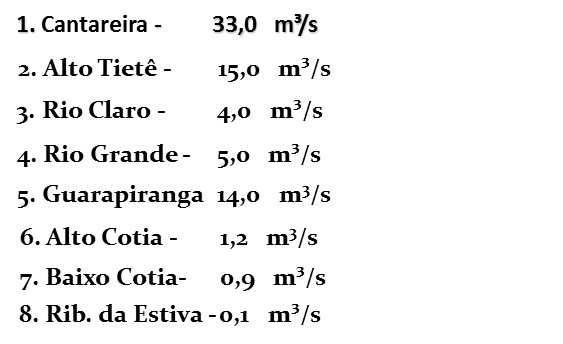 1. Cantareira - 33,0 m³/s
2. Alto Tietê - 15,0 m³/s
3. Rio Claro - 4,0 m³/s
4. Rio Grande - 5,0 m³/s
5. Guarapiranga 14,0 m³/s
6. Alto Cotia - 1,2 m³/s
7. Baixo Cotia- 0,9 m³/s
8. Rib. da Estiva - 0,1 m³/s